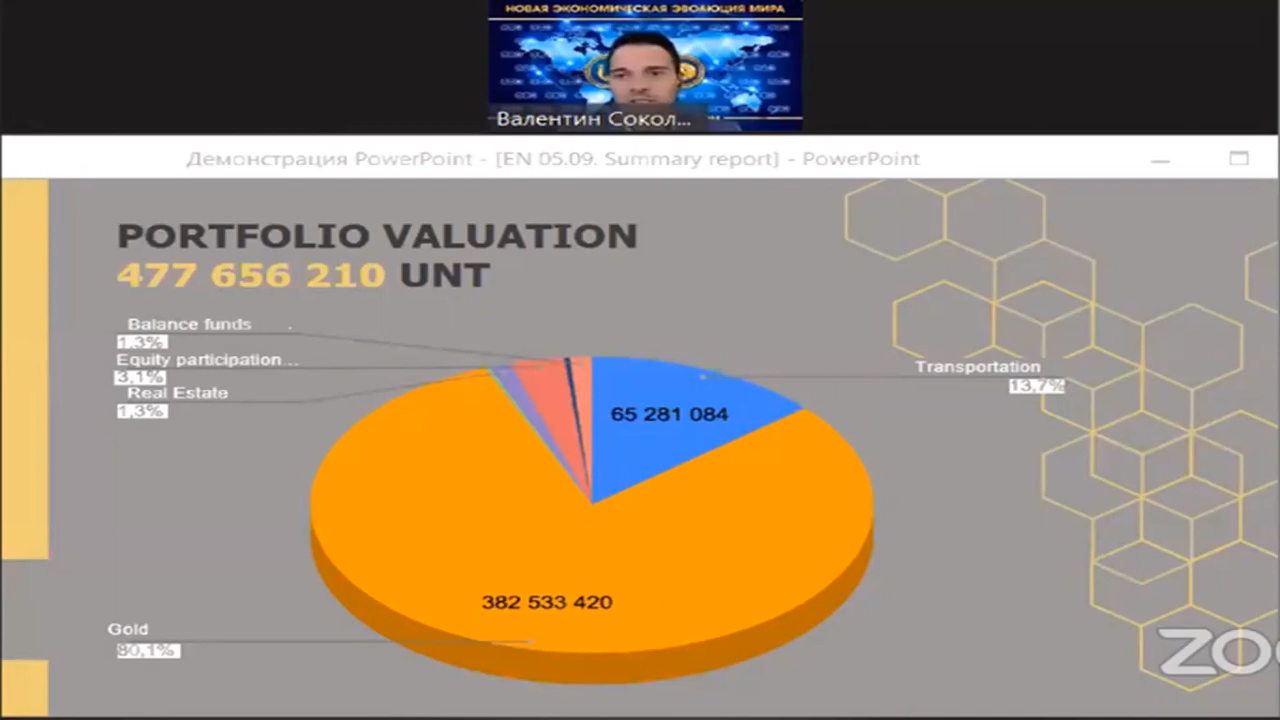 НОВАЯ ЭКОНОМИЧЕСКАЯ ЭВОЛЮЦИЯ МИРА
Валентин Сокол...
Демонстрация PowerPoint - [EN 05.09. Summary report] - PowerPoint
PORTFOLIO VALUATION
477 656 210 UNT
Balance funds
1.3%
Equity participation...
3.1%
Real Estate
1,3%
Transportation
13,7%
65 281 084
382 533 420
Gold
80,1%